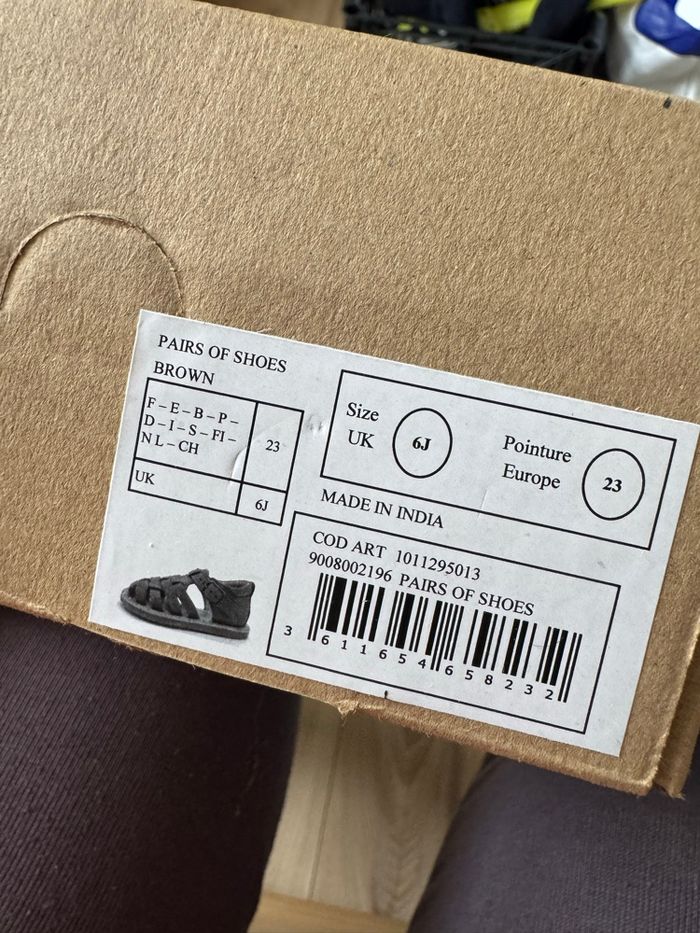 PAIRS OF SHOES
BROWN
F – E – B – P –
D – I – S – FI –
NL – CH
23
UK
6J
Size
UK
6J
Pointure
Europe
23
MADE IN INDIA
COD ART 1011295013
9008002196 PAIRS OF SHOES
3 611654 658232